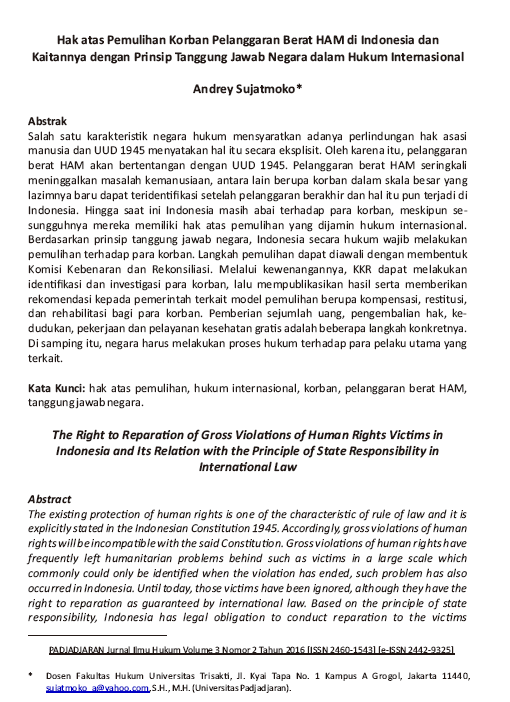 Hak atas Pemulihan Korban Pelanggaran Berat HAM di Indonesia dan
Kaitannya dengan Prinsip Tanggung Jawab Negara dalam Hukum Internasional
Andrey Sujatmoko*
Abstrak
Salah satu karakteristik negara hukum mensyaratkan adanya perlindungan hak asasi
manusia dan UUD 1945 menyatakan hal itu secara eksplisit. Oleh karena itu, pelanggaran
berat HAM akan bertentangan dengan UUD 1945. Pelanggaran berat HAM seringkali
meninggalkan masalah kemanusiaan, antara lain berupa korban dalam skala besar yang
lazimnya baru dapat teridentifikasi setelah pelanggaran berakhir dan hal itu pun terjadi di
Indonesia. Hingga saat ini Indonesia masih abai terhadap para korban, meskipun se-
sungguhnya mereka memiliki hak atas pemulihan yang dijamin hukum internasional.
Berdasarkan prinsip tanggung jawab negara, Indonesia secara hukum wajib melakukan
pemulihan terhadap para korban. Langkah pemulihan dapat diawali dengan membentuk
Komisi Kebenaran dan Rekonsiliasi. Melalui kewenangannya, KKR dapat melakukan
identifikasi dan investigasi para korban, lalu mempublikasikan hasil serta memberikan
rekomendasi kepada pemerintah terkait model pemulihan berupa kompensasi, restitusi,
dan rehabilitasi bagi para korban. Pemberian sejumlah uang, pengembalian hak, ke-
dudukan, pekerjaan dan pelayanan kesehatan gratis adalah beberapa langkah konkretnya.
Di samping itu, negara harus melakukan proses hukum terhadap para pelaku utama yang
terkait.
Kata Kunci: hak atas pemulihan, hukum internasional, korban, pelanggaran berat HAM,
tanggung jawab negara.
The Right to Reparation of Gross Violations of Human Rights Victims in
Indonesia and Its Relation with the Principle of State Responsibility in
International Law
Abstract
The existing protection of human rights is one of the characteristic of rule of law and it is
explicitly stated in the Indonesian Constitution 1945. Accordingly, gross violations of human
rights will be incompatible with the said Constitution. Gross violations of human rights have
frequently left humanitarian problems behind such as victims in a large scale which
commonly could only be identified when the violation has ended, such problem has also
occurred in Indonesia. Until today, those victims have been ignored, although they have the
right to reparation as guaranteed by international law. Based on the principle of state
responsibility, Indonesia has legal obligation to conduct reparation to the victims
PADJADJARAN Jurnal Ilmu Hukum Volume 3 Nomor 2 Tahun 2016 [ISSN 2460-1543] [e-ISSN 2442-9325]
* Dosen Fakultas Hukum Universitas Trisakti, Jl. Kyai Tapa No. 1 Kampus A Grogol, Jakarta 11440,
sujatmoko_a@yahoo.com, S.H., M.H. (Universitas Padjadjaran).